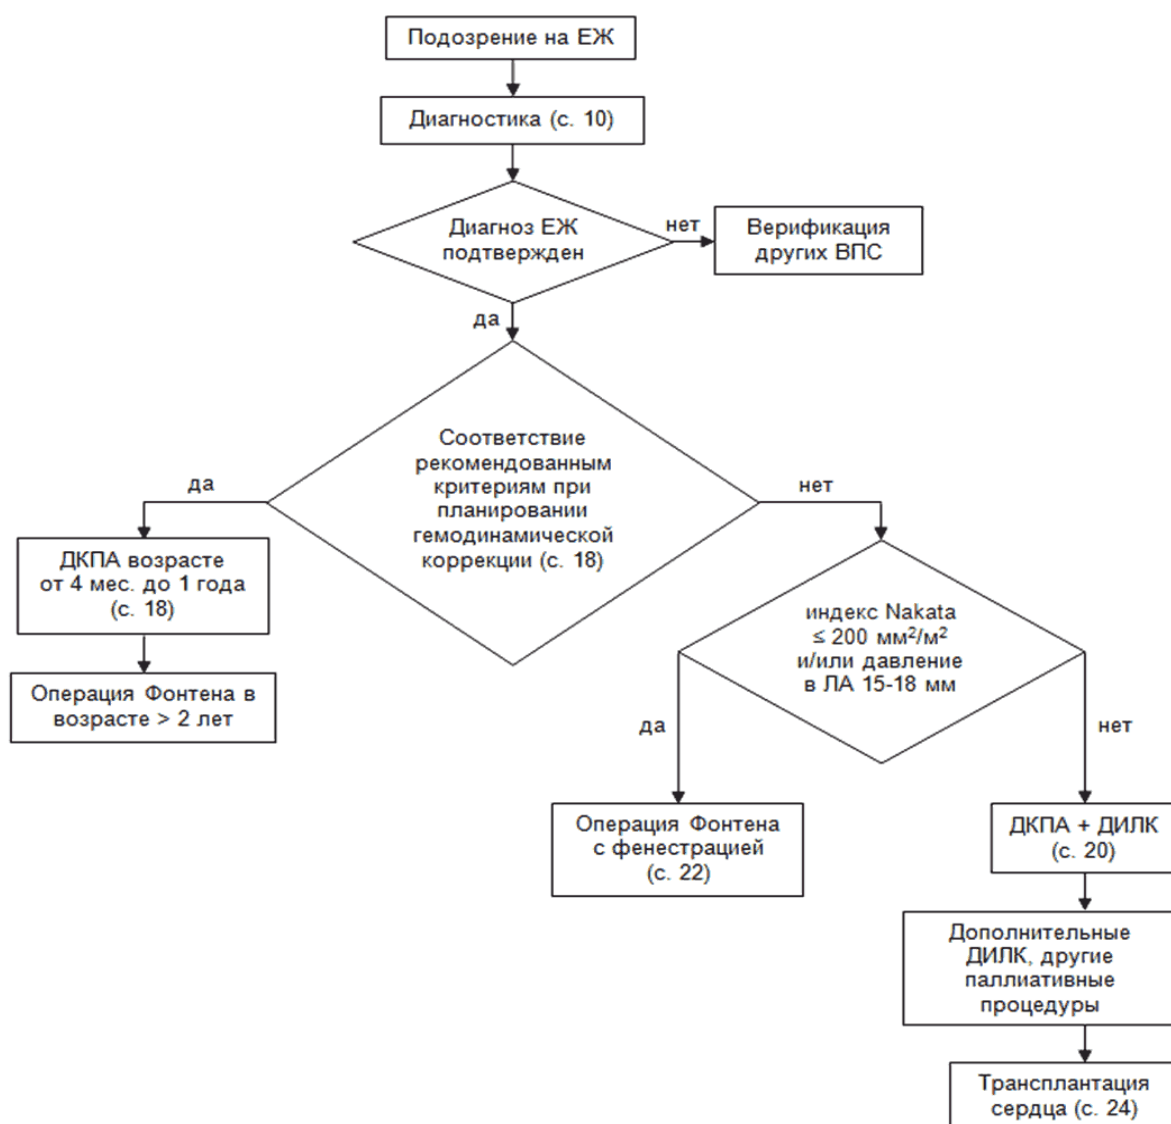 Подозрение на ЕЖ
Диагностика (с. 10)
Диагноз ЕЖ
подтвержден
нет
Верификация
других ВПС
да
Соответствие
рекомендованным
критериям при
планировании
гемодинамической
коррекции (с. 18)
да
нет
ДКПА возрасте
от 4 мес. до 1 года
(с. 18)
Операция Фонтена в
возрасте > 2 лет
индекс Nakata
≤ 200 мм²/м²
и/или давление
в ЛА 15-18 мм
да
нет
Операция Фонтена
с фенестрацией
(с. 22)
ДКПА + ДИЛК
(с. 20)
Дополнительные
ДИЛК, другие
паллиативные
процедуры
Трансплантация
сердца (с. 24)